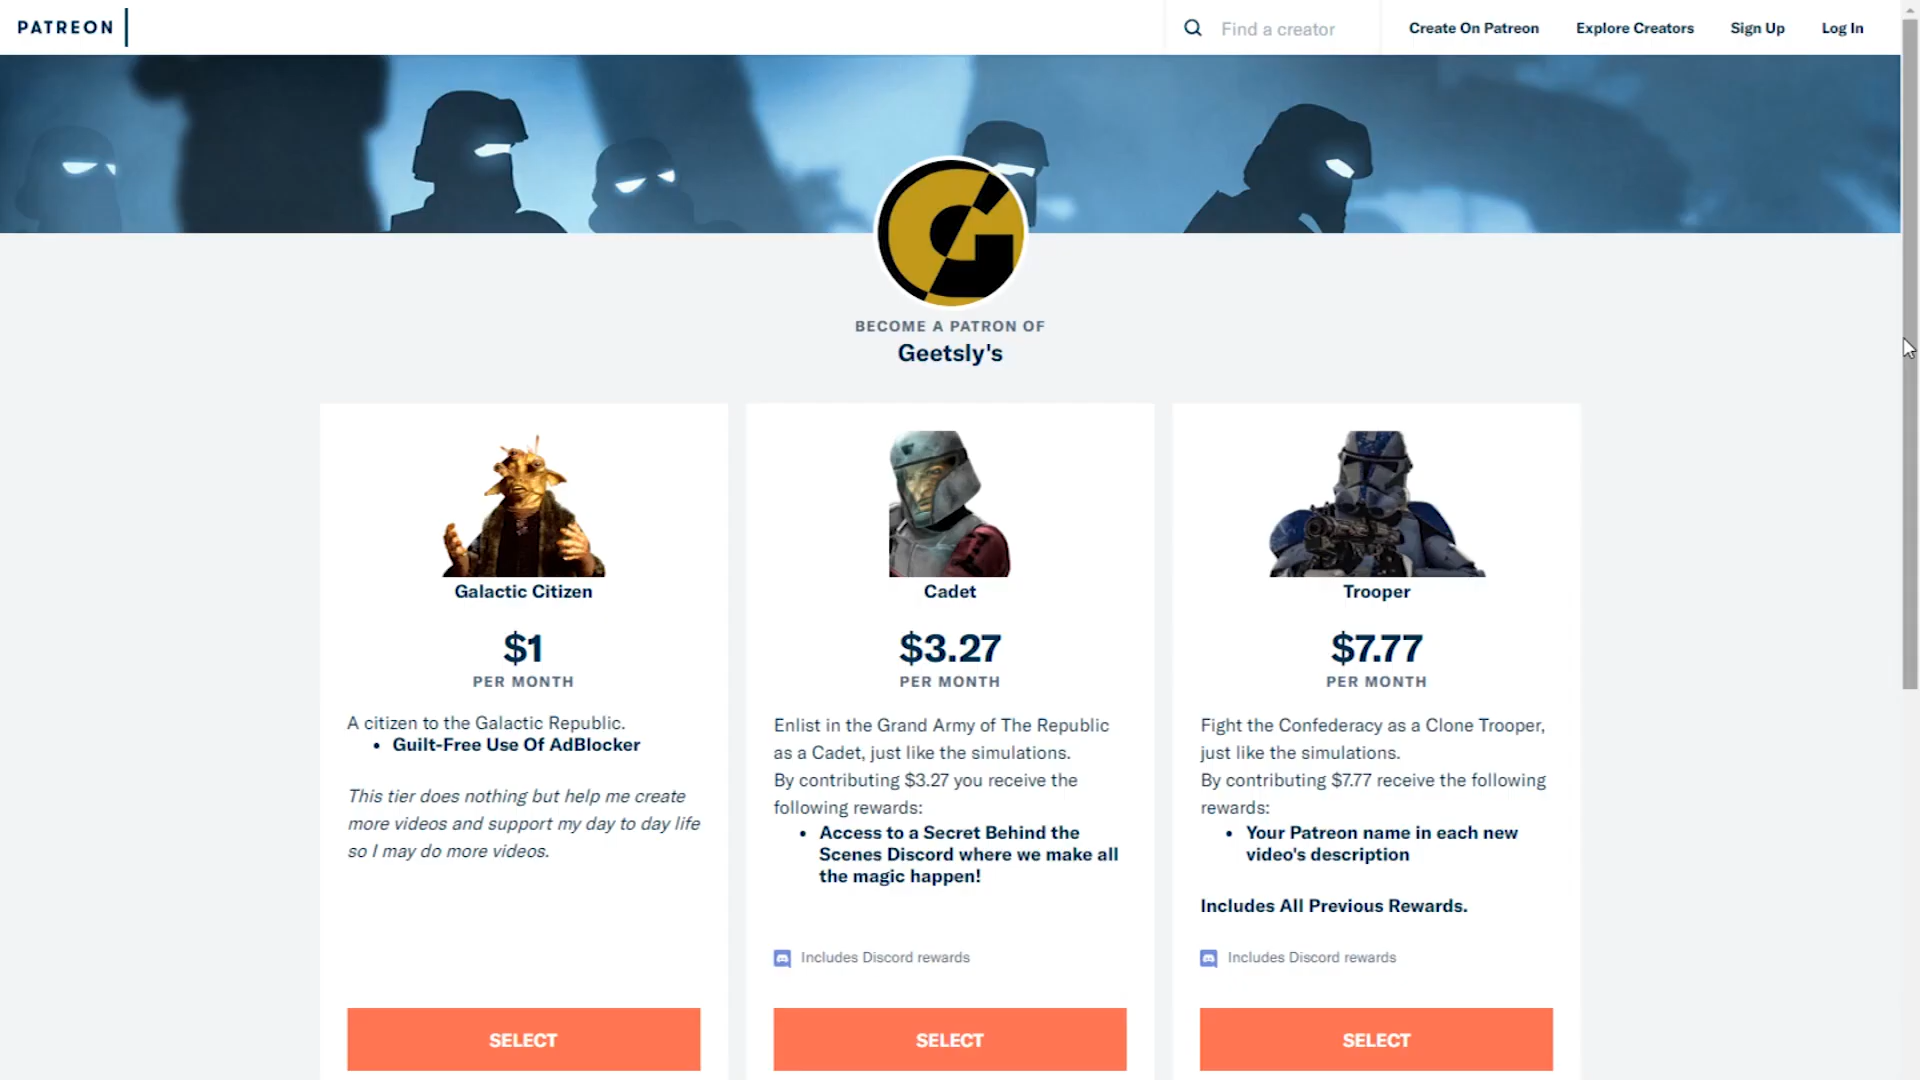 PATREON
Find a creator
Create On Patreon
Explore Creators
Sign Up
Log In
BECOME A PATRON OF
Geetsly's
Galactic Citizen
$1
PER MONTH
A citizen to the Galactic Republic.
• Guilt-Free Use Of AdBlocker
This tier does nothing but help me create
more videos and support my day to day life
so I may do more videos.
SELECT
Cadet
$3.27
PER MONTH
Enlist in the Grand Army of The Republic
as a Cadet, just like the simulations.
By contributing $3.27 you receive the
following rewards:
• Access to a Secret Behind the
Scenes Discord where we make all
the magic happen!
Includes Discord rewards
SELECT
Trooper
$7.77
PER MONTH
Fight the Confederacy as a Clone Trooper,
just like the simulations.
By contributing $7.77 receive the following
rewards:
• Your Patreon name in each new
video's description
Includes All Previous Rewards.
Includes Discord rewards
SELECT